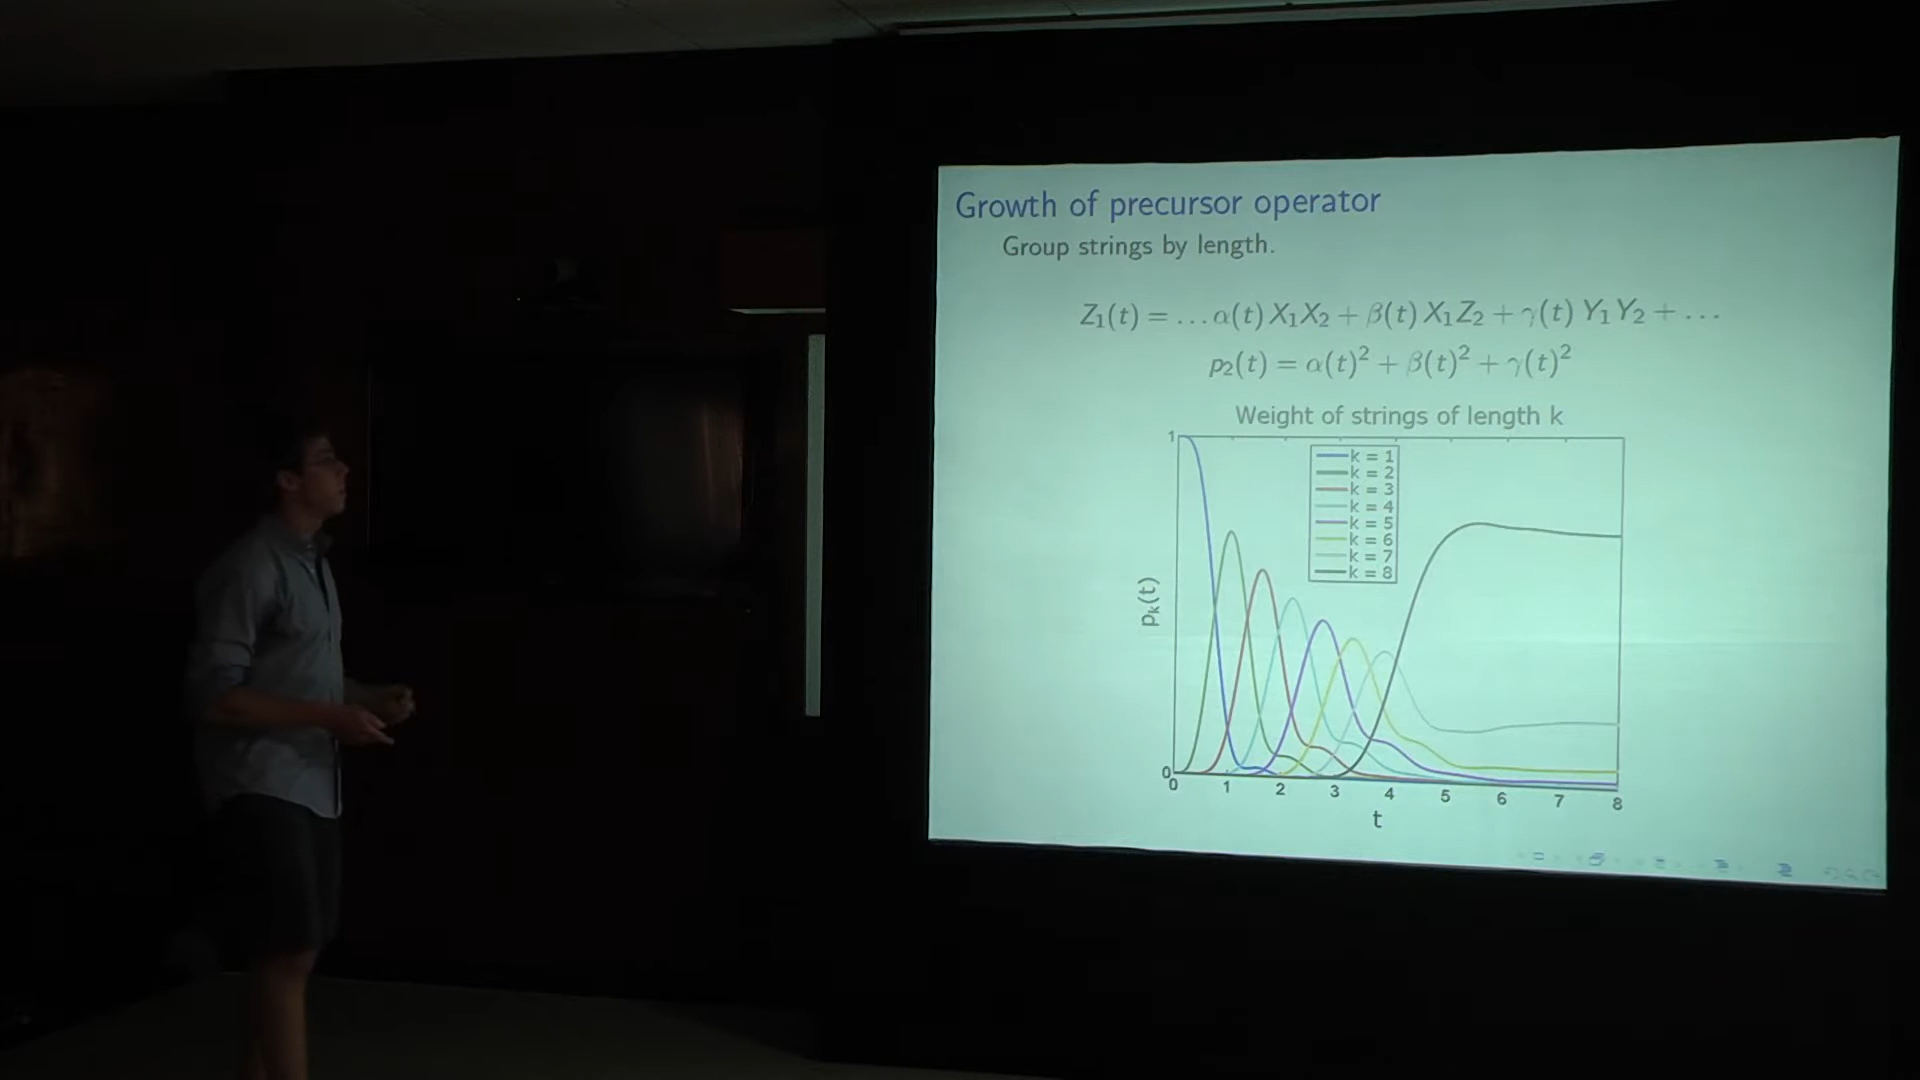 Growth of precursor operator
Group strings by length.
Z₁(t) = … α(t) X₁X₂ + β(t) X₁Z₂ + γ(t) Y₁Y₂ + …
p₂(t) = α(t)² + β(t)² + γ(t)²
Weight of strings of length k
1
k = 1
k = 2
k = 3
k = 4
k = 5
k = 6
k = 7
k = 8
pₖ(t)
0
0 1 2 3 4 5 6 7 8
t